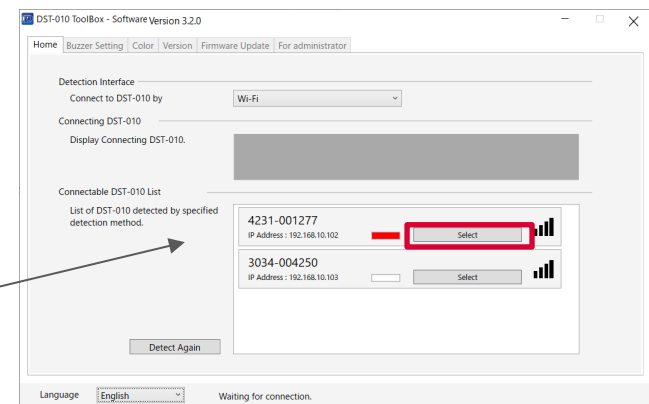 DST-010 ToolBox - Software Version 3.2.0
Home Buzzer Setting Color Version Firmware Update For administrator
Detection Interface
Connect to DST-010 by Wi-Fi
Connecting DST-010
Display Connecting DST-010.
Connectable DST-010 List
List of DST-010 detected by specified
detection method.
4231-001277
IP Address : 192.168.10.102 Select
3034-004250
IP Address : 192.168.10.103 Select
Detect Again
Language English Waiting for connection.